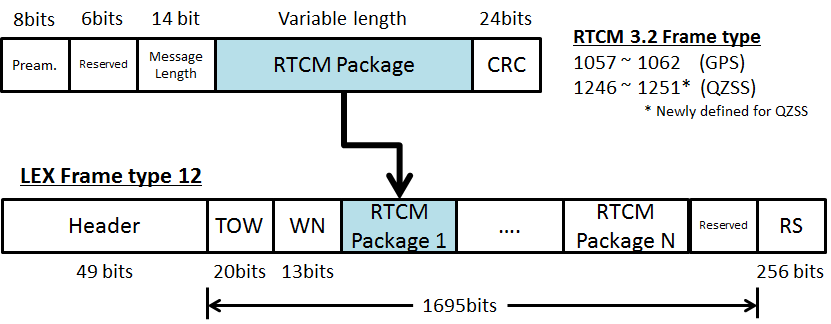 8bits 6bits 14 bit Variable length 24bits
Pream. Reserved Message Length RTCM Package CRC
RTCM 3.2 Frame type
1057 ~ 1062 (GPS)
1246 ~ 1251* (QZSS)
* Newly defined for QZSS
LEX Frame type 12
Header TOW WN RTCM Package 1 .... RTCM Package N Reserved RS
49 bits 20bits 13bits 256 bits
1695bits